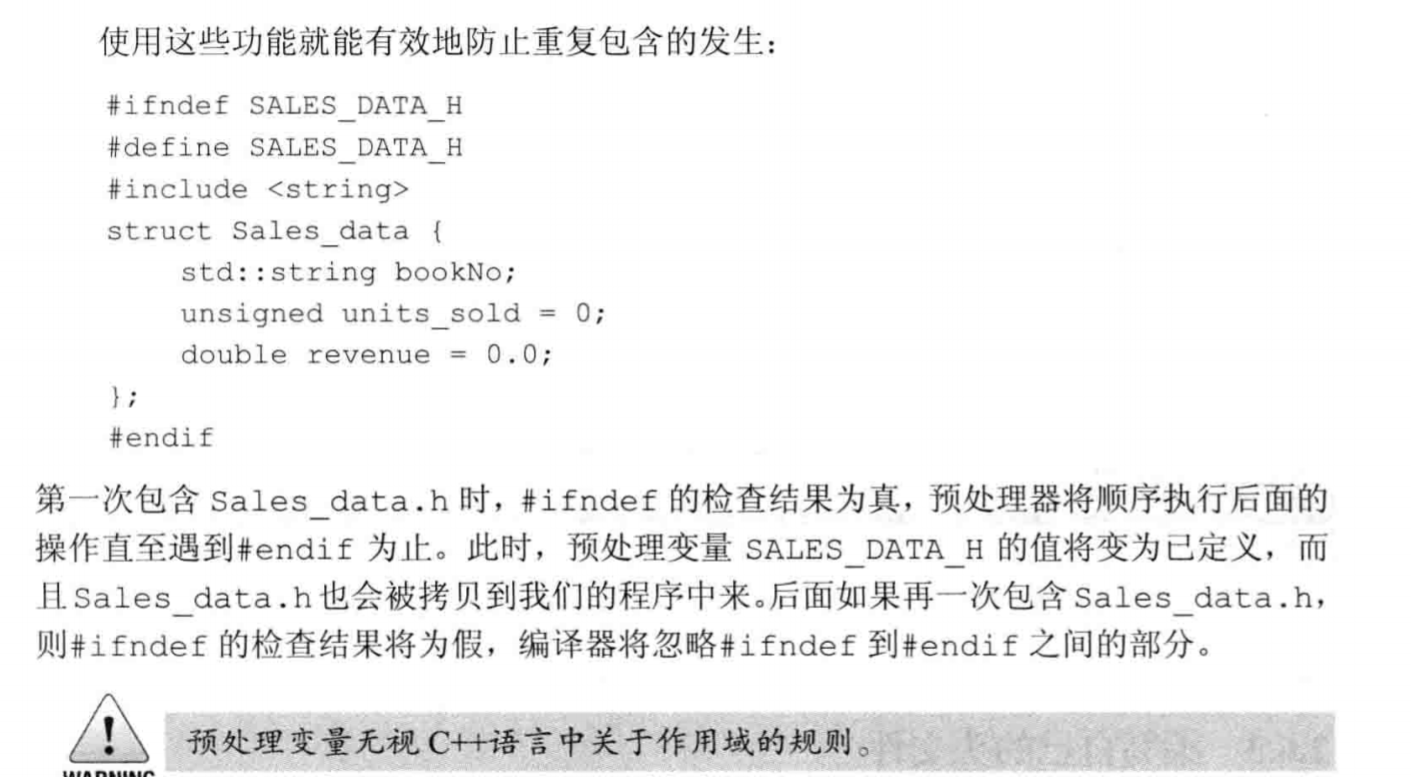 使用这些功能就能有效地防止重复包含的发生：
#ifndef SALES_DATA_H
#define SALES_DATA_H
#include <string>
struct Sales_data {
    std::string bookNo;
    unsigned units_sold = 0;
    double revenue = 0.0;
};
#endif
第一次包含 Sales_data.h 时，#ifndef 的检查结果为真，预处理器将顺序执行后面的
操作直至遇到#endif 为止。此时，预处理变量 SALES_DATA_H 的值将变为已定义，而
且 Sales_data.h 也会被拷贝到我们的程序中来。后面如果再一次包含 Sales_data.h，
则#ifndef 的检查结果将为假，编译器将忽略#ifndef 到#endif 之间的部分。
预处理变量无视 C++语言中关于作用域的规则。
WARNING